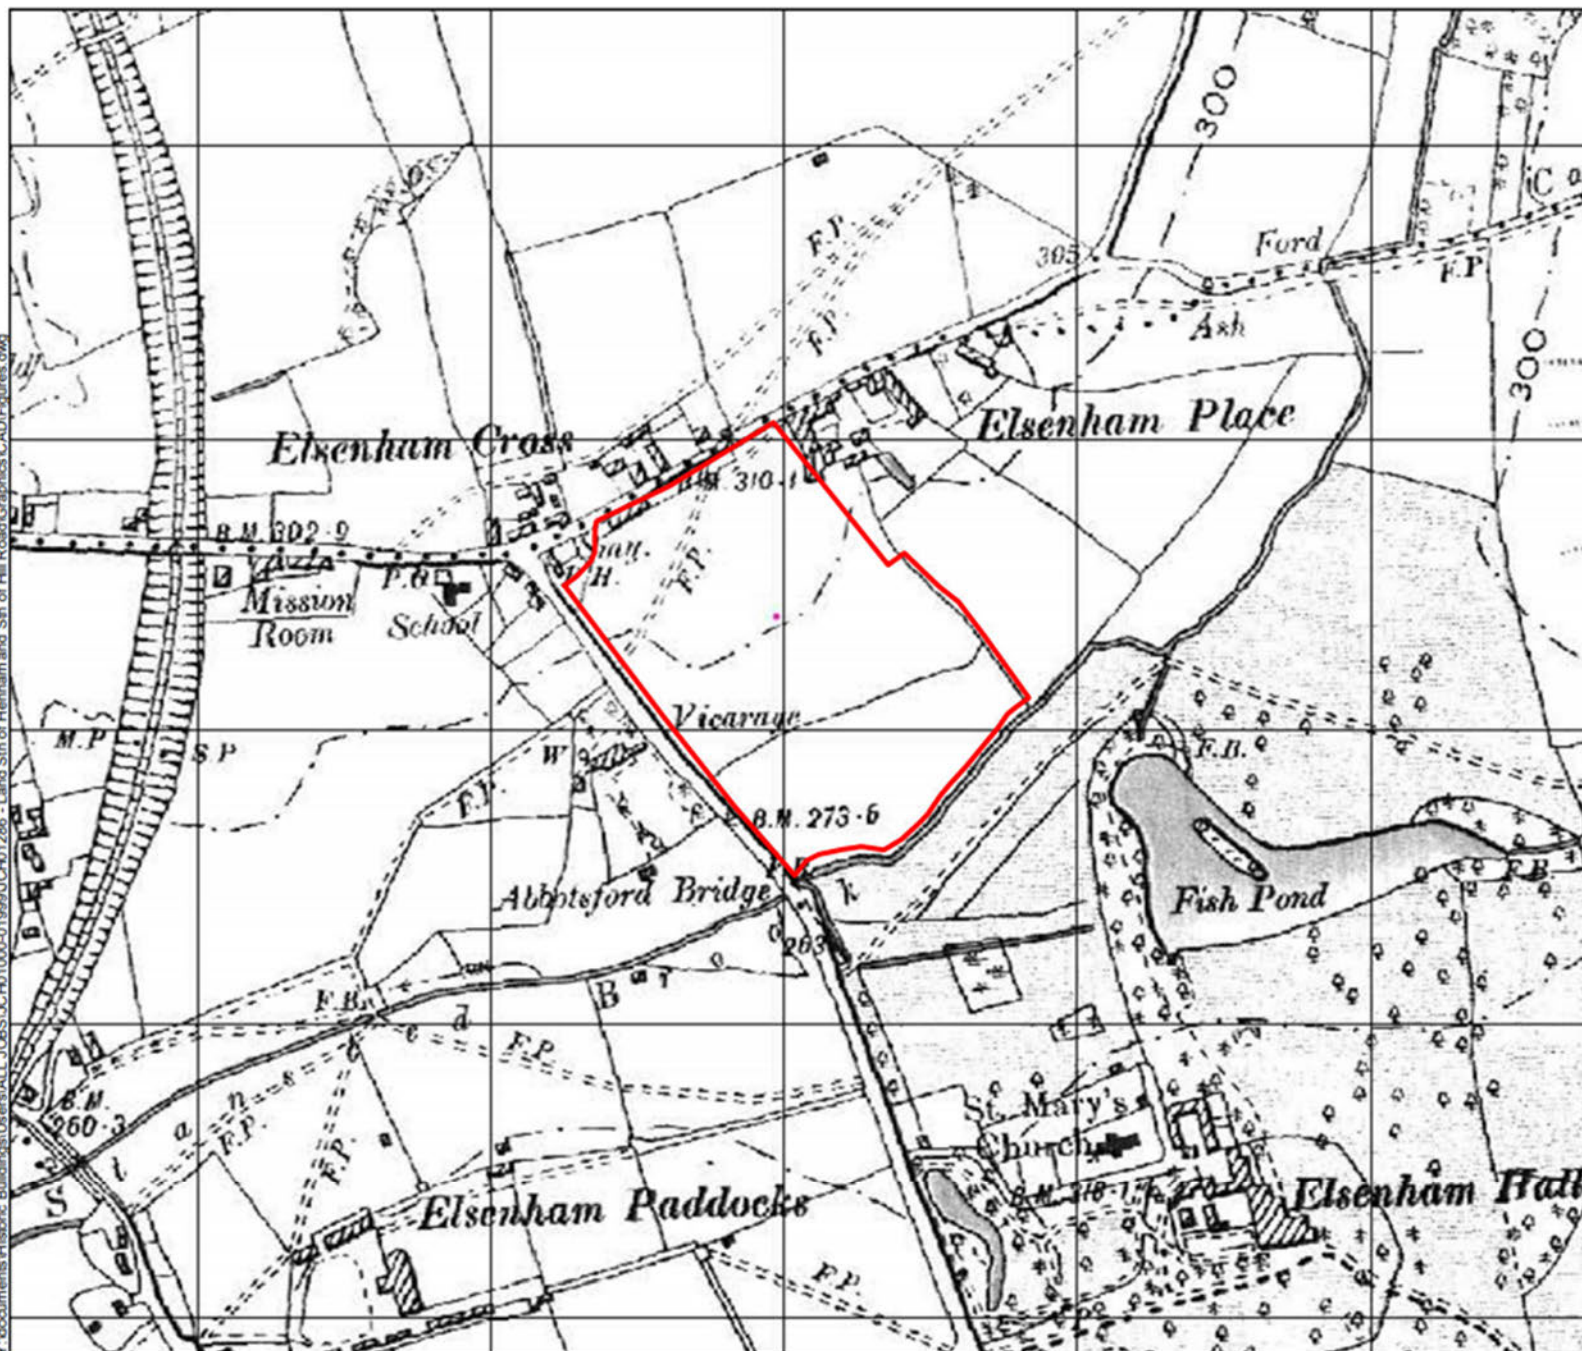 300
F.P.
305
Ford
C
F.P
Ash
F.P.
300
Elsenham Place
Elsenham Cross
B.M. 310.1
B.M. 302.9
F.P.
H.
P.O
Mission
Room
School
Vicarage
M.P
S.P
W
F.B.
F.P.
B.M. 273.6
Fish Pond
F.B
Abbotsford Bridge
k
263
B
F.B.
e d
F.P.
B.M.
260.3
a n s t
F.P.
F.P.
S t
St. Mary's
Church
Elsenham Paddocks
Elsenham Hall
F.P.